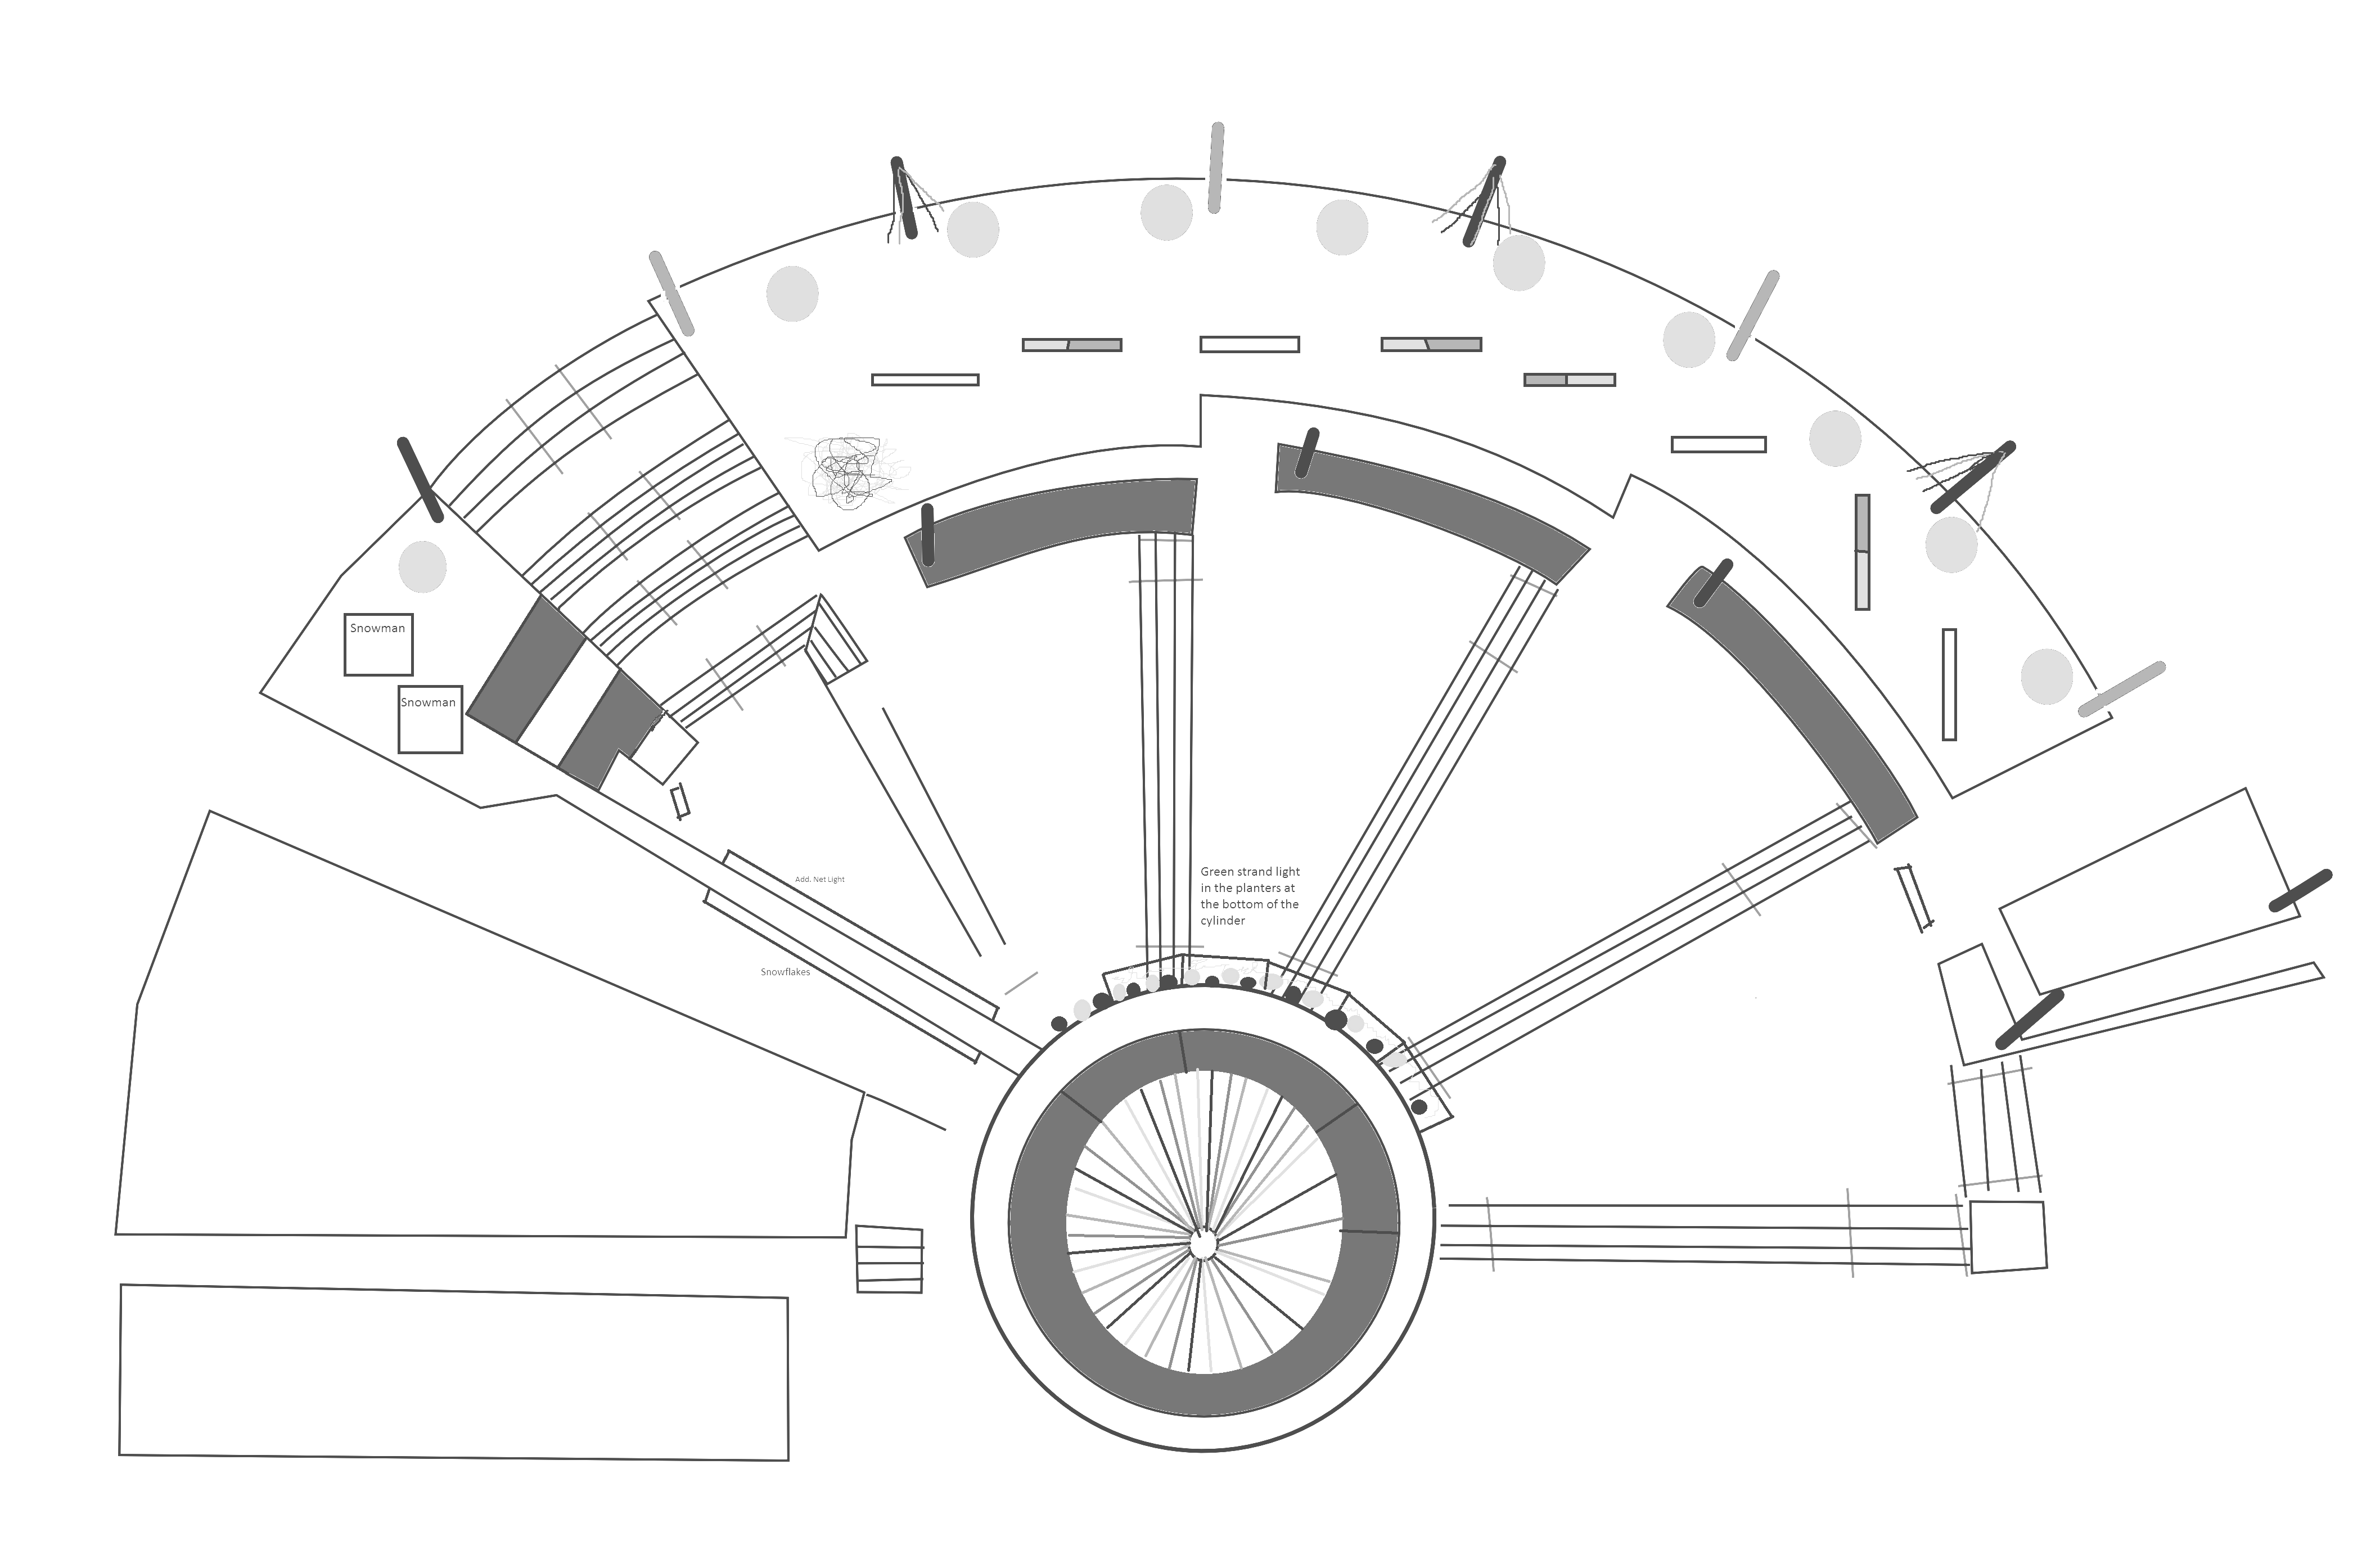 Snowman
Snowman
Add. Net Light
Green strand light
in the planters at
the bottom of the
cylinder
Snowflakes